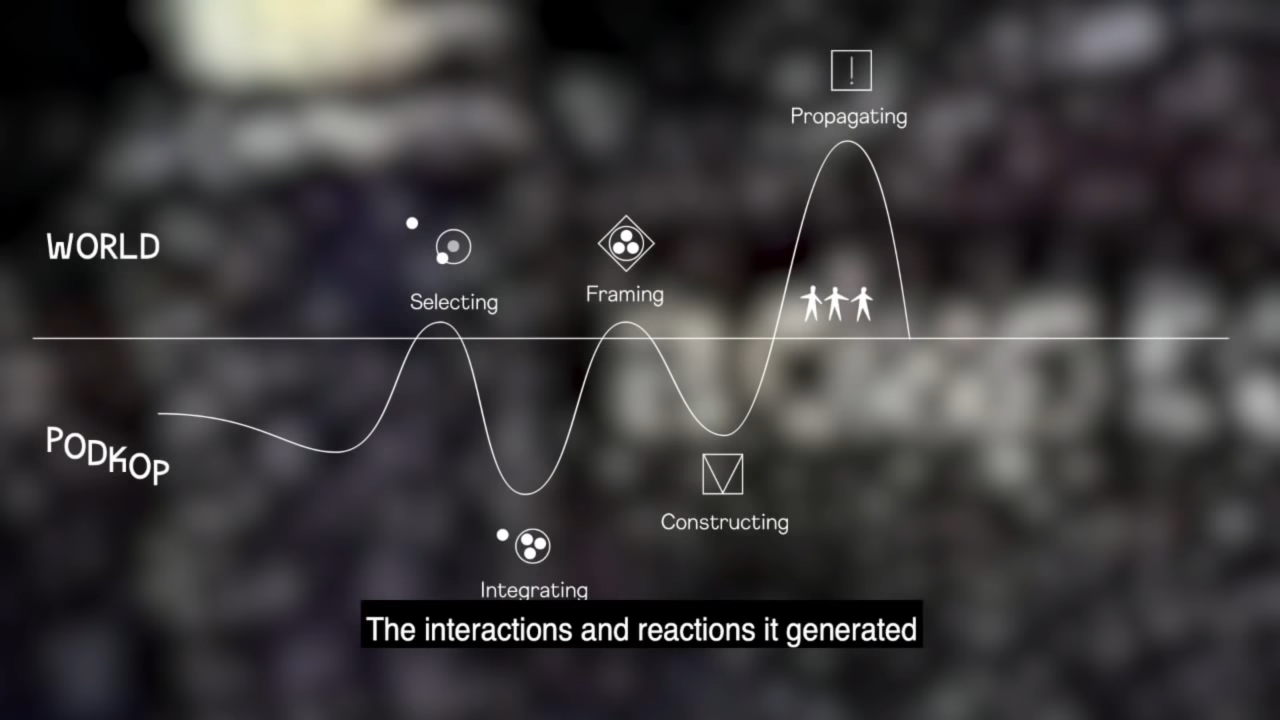 !
Propagating
WORLD
Selecting
Framing
PODKOP
Constructing
Integrating
The interactions and reactions it generated